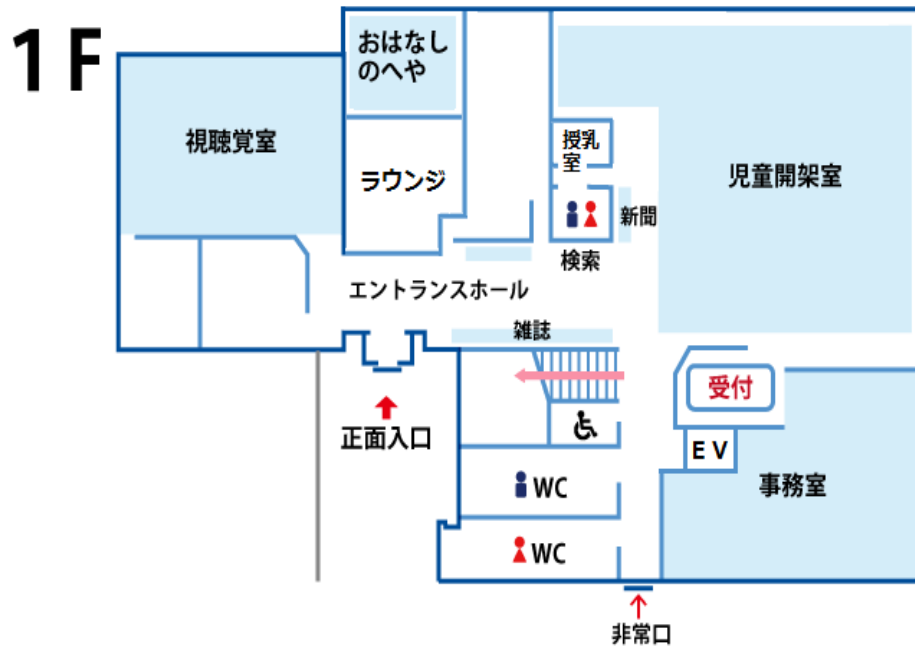 1F
おはなし
のへや
視聴覚室
ラウンジ
授乳
室
児童開架室
新聞
検索
エントランスホール
雑誌
受付
正面入口
EV
WC
事務室
WC
非常口